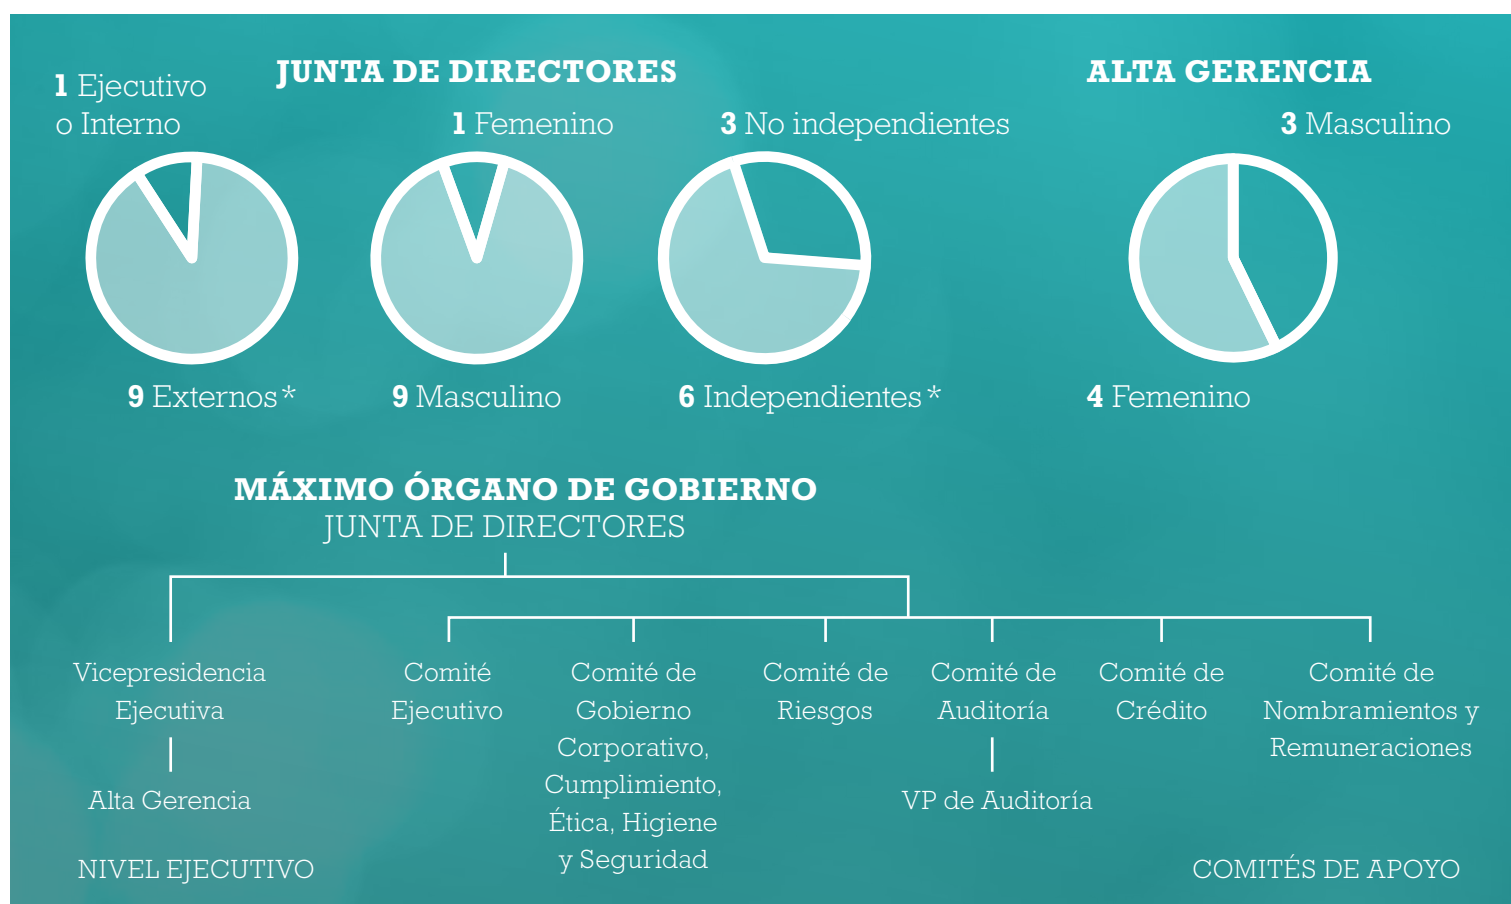 JUNTA DE DIRECTORES
1 Ejecutivo
o Interno
1 Femenino
3 No independientes
9 Externos*
9 Masculino
6 Independientes*
ALTA GERENCIA
3 Masculino
4 Femenino
MÁXIMO ÓRGANO DE GOBIERNO
JUNTA DE DIRECTORES
Vicepresidencia
Ejecutiva
Alta Gerencia
NIVEL EJECUTIVO
Comité
Ejecutivo
Comité de
Gobierno
Corporativo,
Cumplimiento,
Ética, Higiene
y Seguridad
Comité de
Riesgos
Comité de
Auditoría
VP de Auditoría
Comité de
Crédito
Comité de
Nombramientos y
Remuneraciones
COMITÉS DE APOYO